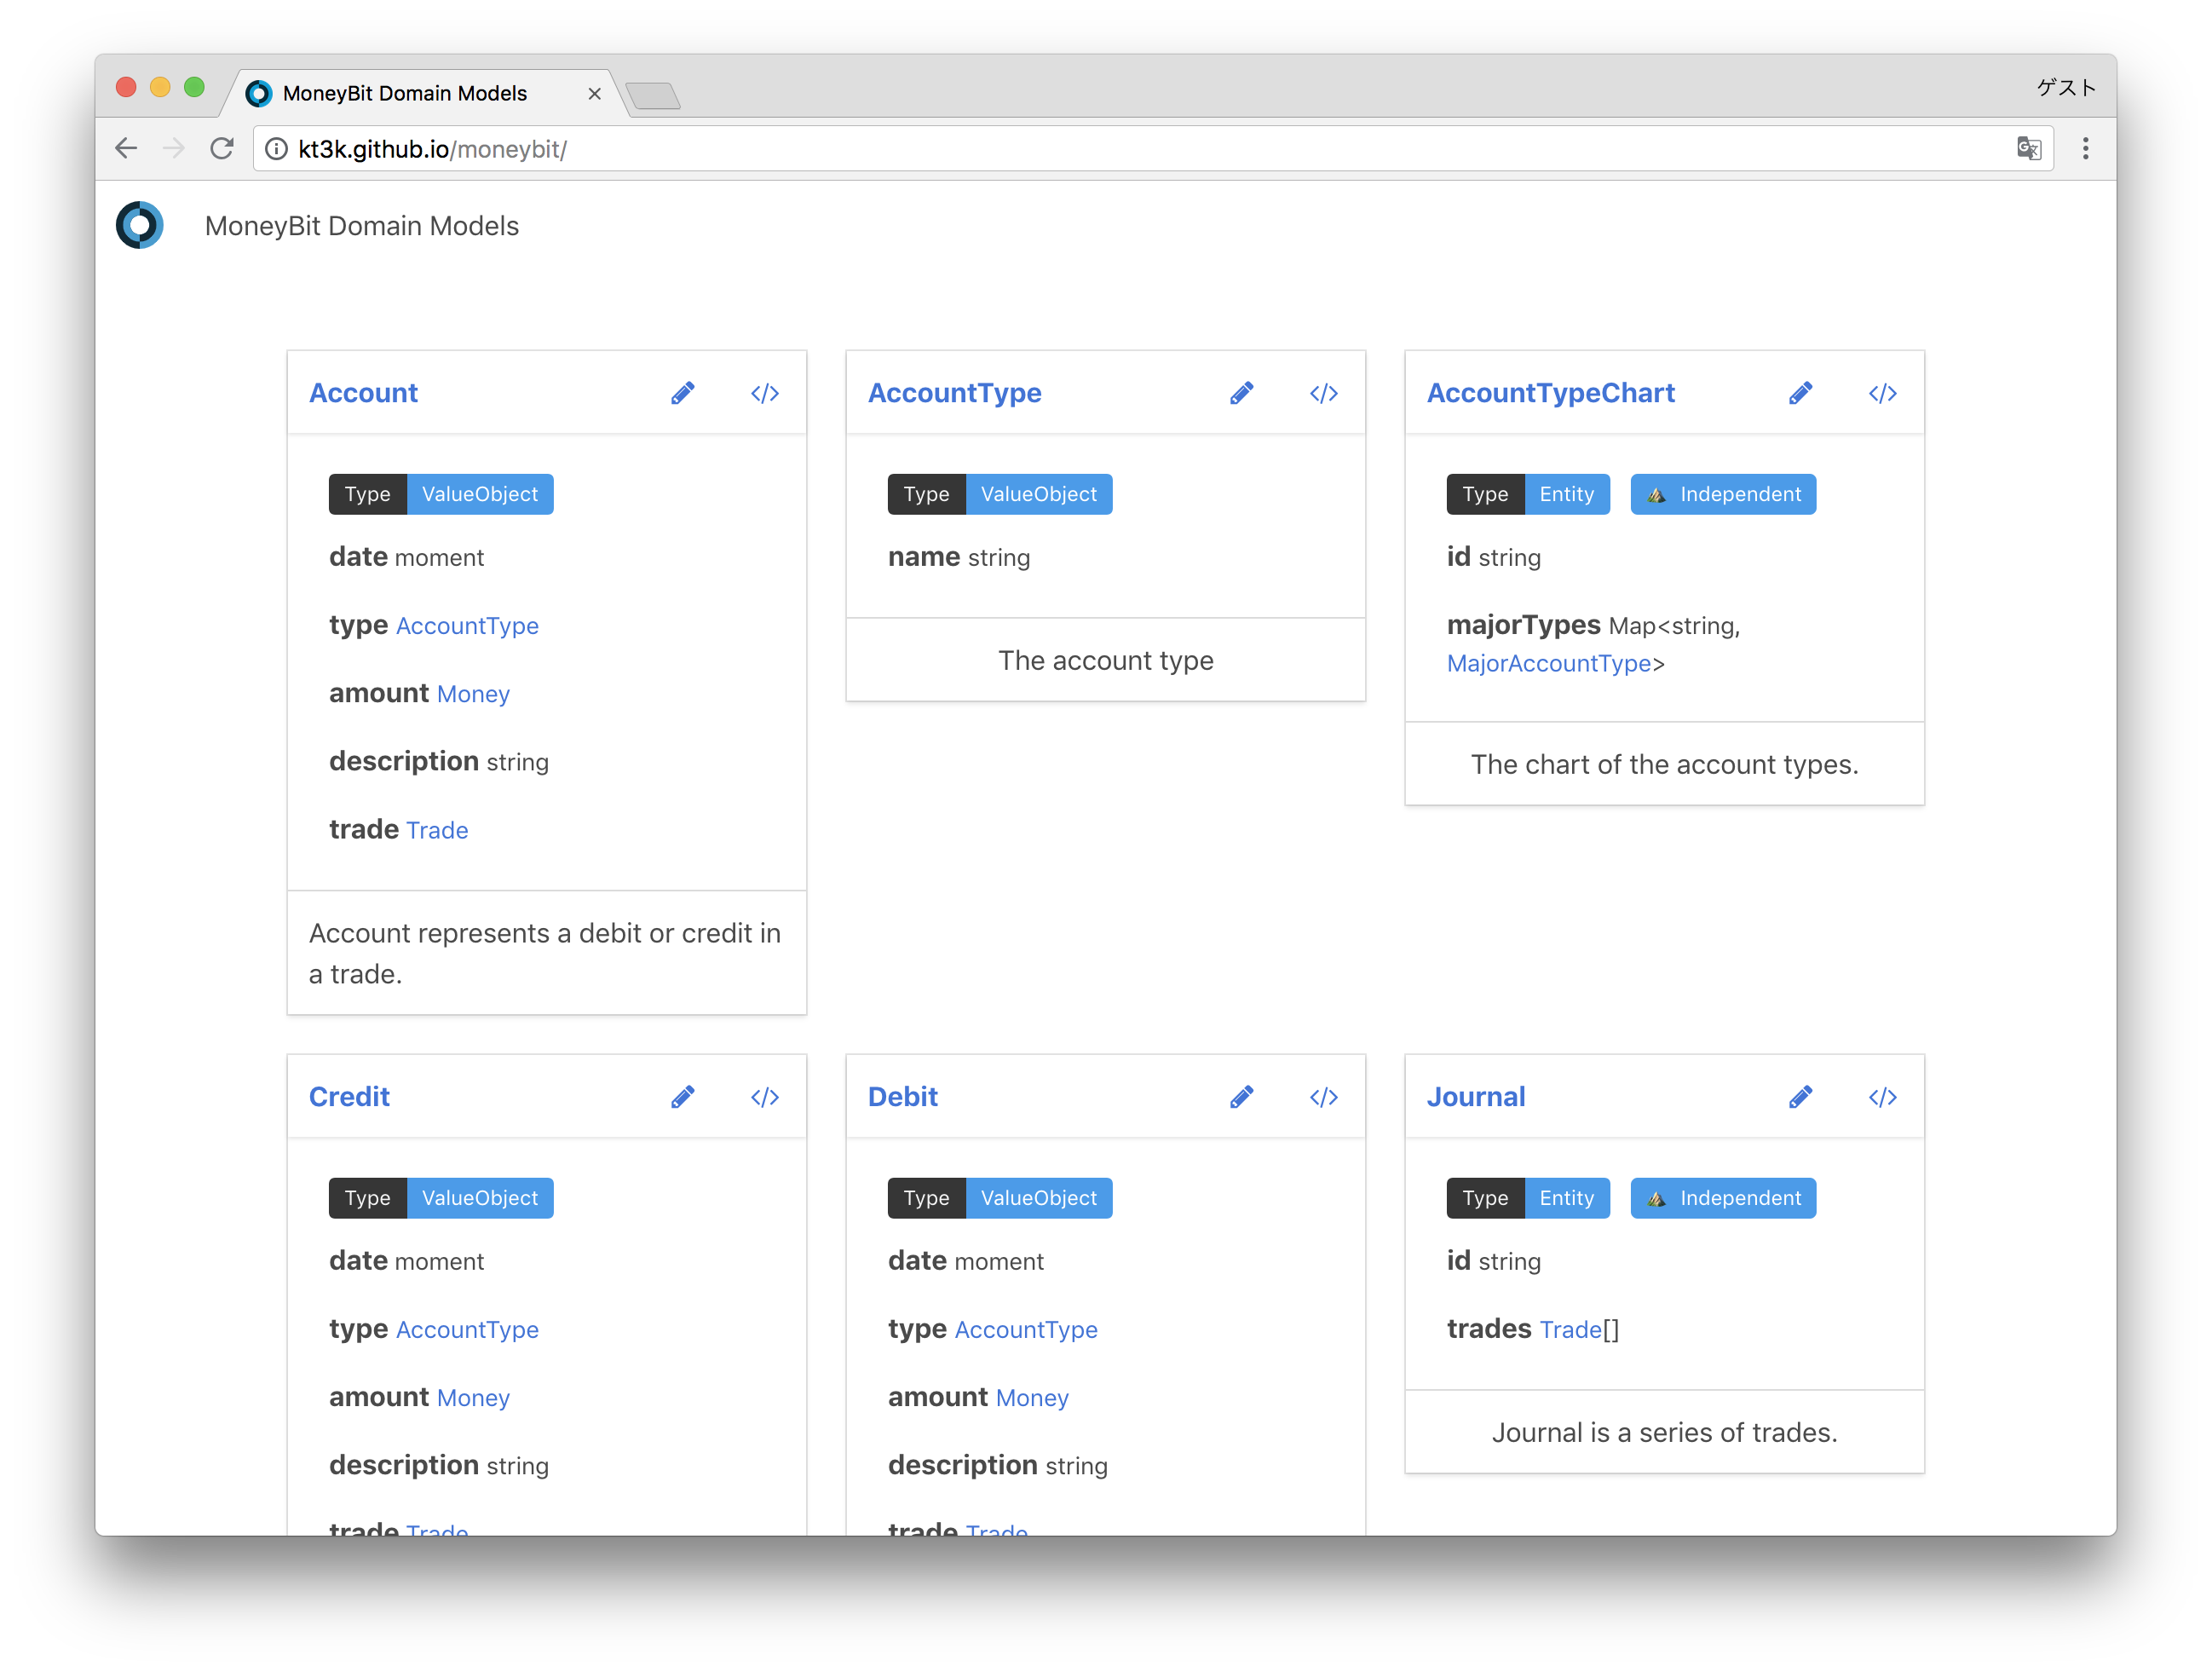 MoneyBit Domain Models
ゲスト
kt3k.github.io/moneybit/
MoneyBit Domain Models
Account
Type ValueObject
date moment
type AccountType
amount Money
description string
trade Trade
Account represents a debit or credit in
a trade.
AccountType
Type ValueObject
name string
The account type
AccountTypeChart
Type Entity Independent
id string
majorTypes Map<string,
MajorAccountType>
The chart of the account types.
Credit
Type ValueObject
date moment
type AccountType
amount Money
description string
trade Trade
Debit
Type ValueObject
date moment
type AccountType
amount Money
description string
trade Trade
Journal
Type Entity Independent
id string
trades Trade[]
Journal is a series of trades.